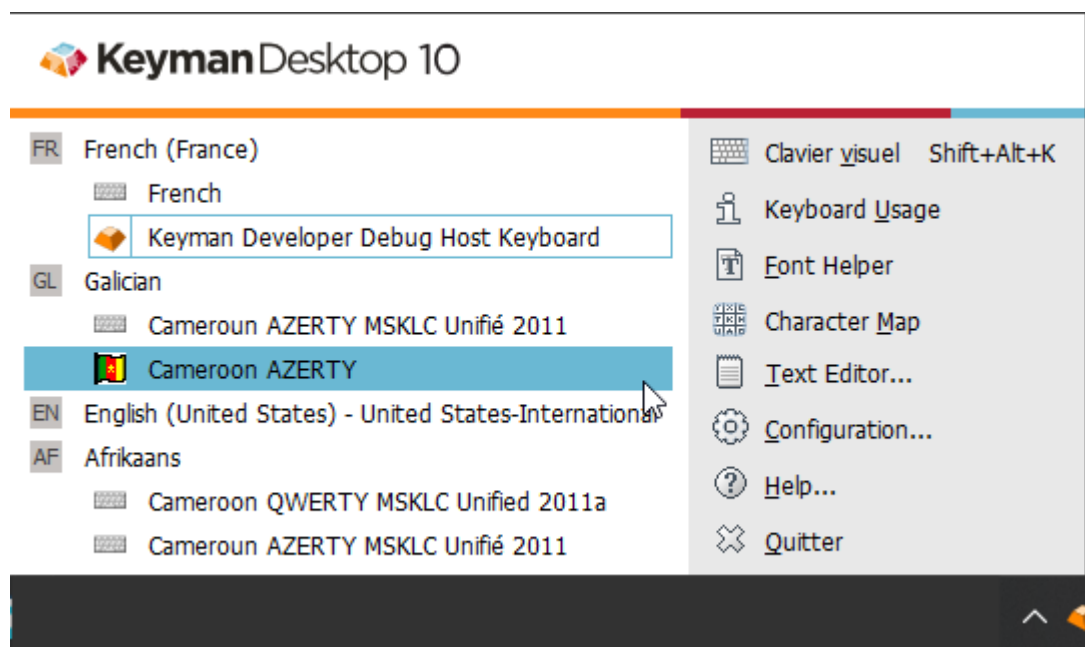 Keyman Desktop 10
FR French (France)
French
Keyman Developer Debug Host Keyboard
GL Galician
Cameroun AZERTY MSKLC Unifié 2011
Cameroon AZERTY
EN English (United States) - United States-International
AF Afrikaans
Cameroon QWERTY MSKLC Unified 2011a
Cameroun AZERTY MSKLC Unifié 2011
Clavier visuel Shift+Alt+K
Keyboard Usage
Font Helper
Character Map
Text Editor...
Configuration...
Help...
Quitter